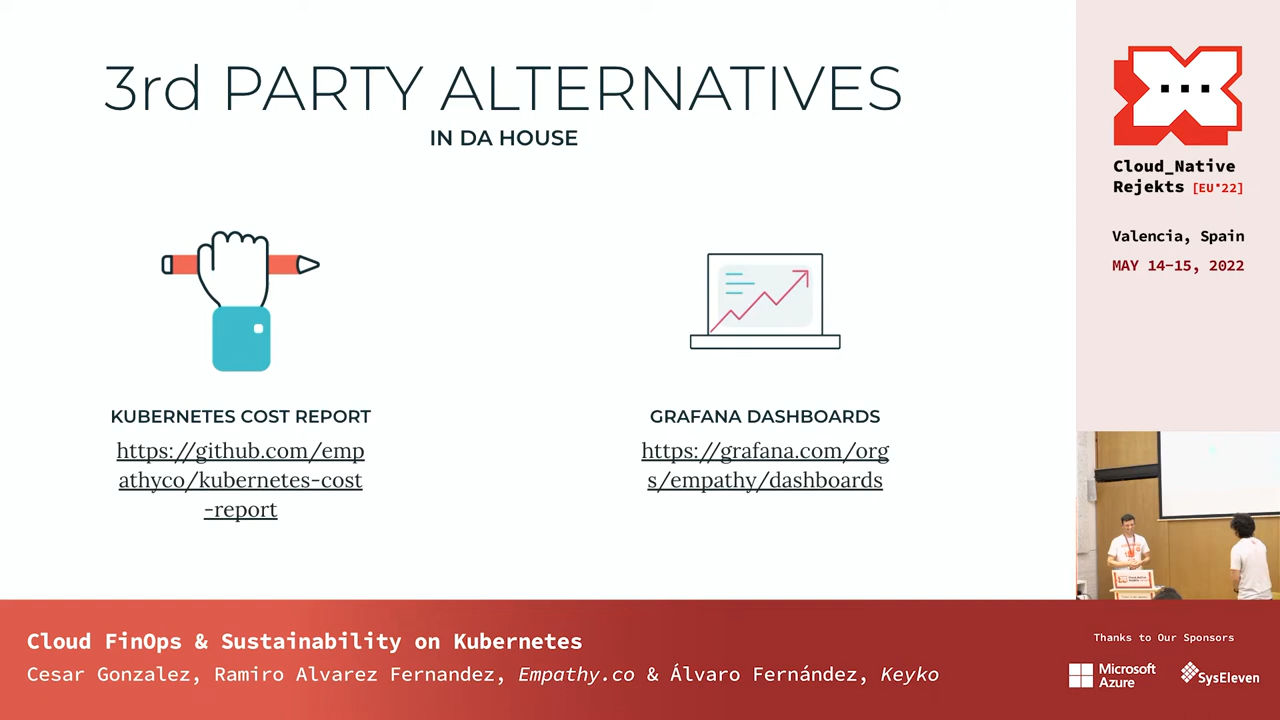 3rd PARTY ALTERNATIVES
IN DA HOUSE
KUBERNETES COST REPORT
https://github.com/emp
athyco/kubernetes-cost
-report
GRAFANA DASHBOARDS
https://grafana.com/org
s/empathy/dashboards
Cloud_Native
Rejekts [EU*22]
Valencia, Spain
MAY 14-15, 2022
Cloud FinOps & Sustainability on Kubernetes
Cesar Gonzalez, Ramiro Alvarez Fernandez, Empathy.co & Álvaro Fernández, Keyko
Thanks to Our Sponsors
Microsoft
Azure
SysEleven